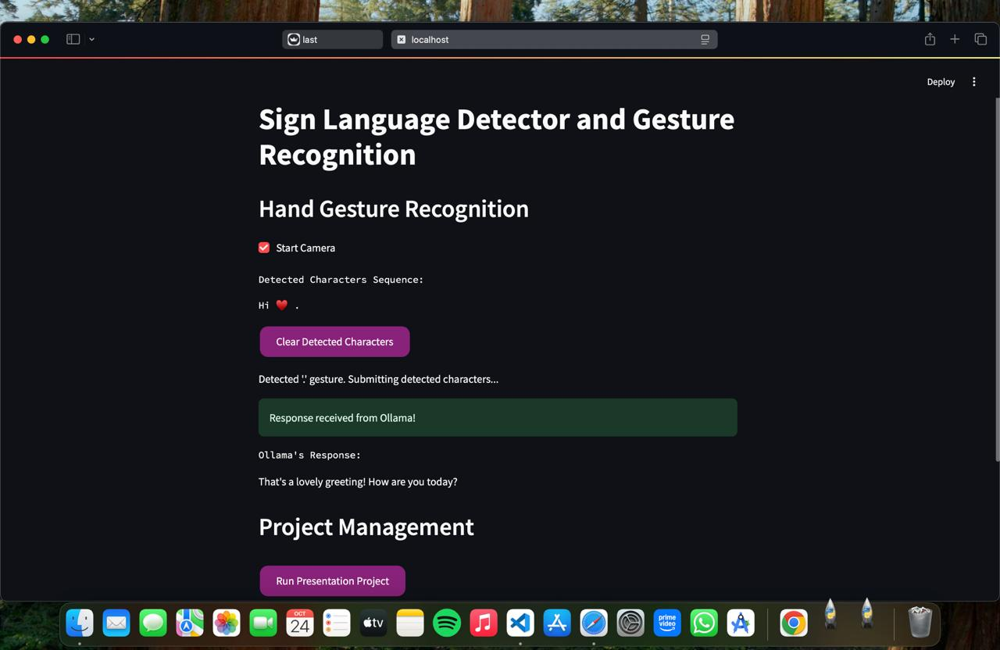 last
localhost
Deploy
Sign Language Detector and Gesture
Recognition
Hand Gesture Recognition
Start Camera
Detected Characters Sequence:
Hi ❤️ .
Clear Detected Characters
Detected '.' gesture. Submitting detected characters...
Response received from Ollama!
Ollama's Response:
That's a lovely greeting! How are you today?
Project Management
Run Presentation Project
OCT
24
tv
prime
video